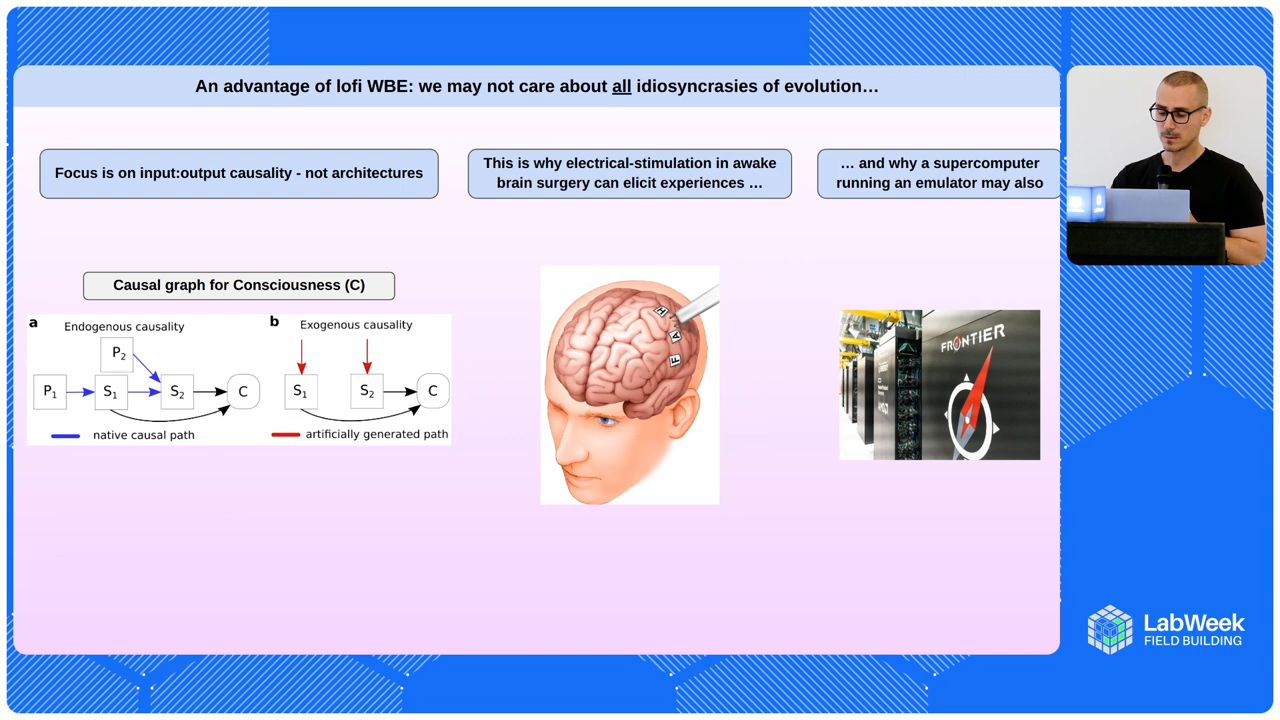 An advantage of lofi WBE: we may not care about all idiosyncrasies of evolution…
Focus is on input:output causality - not architectures
This is why electrical-stimulation in awake
brain surgery can elicit experiences …
… and why a supercomputer
running an emulator may also
Causal graph for Consciousness (C)
a
Endogenous causality
P2
P1
S1
S2
C
native causal path
b
Exogenous causality
S1
S2
C
artificially generated path
H
A
F
FRONTIER
LabWeek
FIELD BUILDING